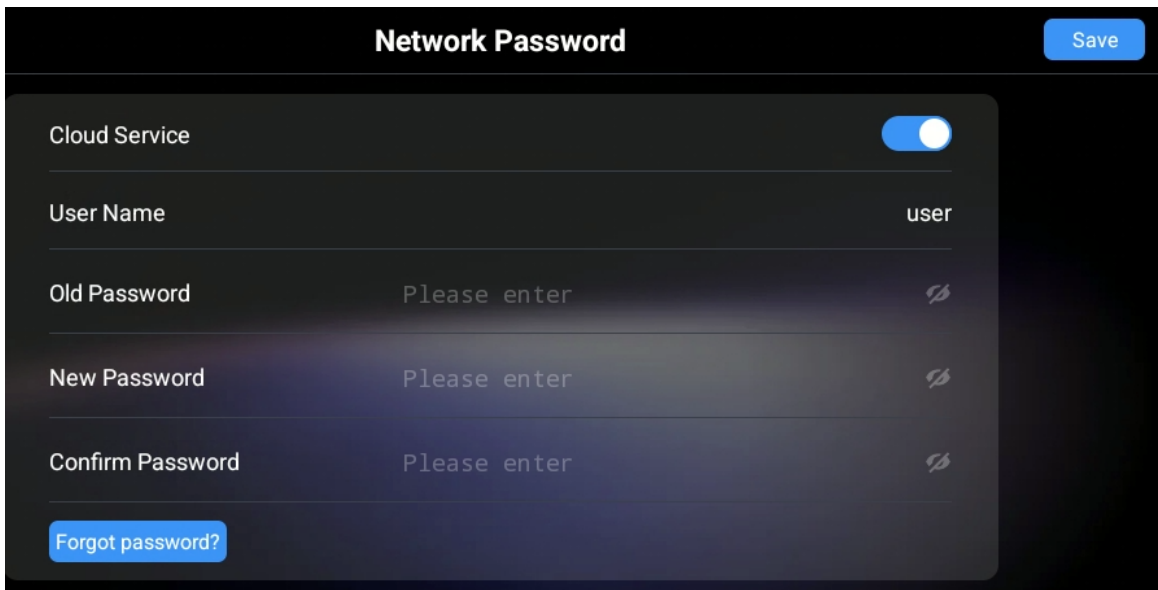 Network Password
Save
Cloud Service
User Name
user
Old Password
Please enter
New Password
Please enter
Confirm Password
Please enter
Forgot password?